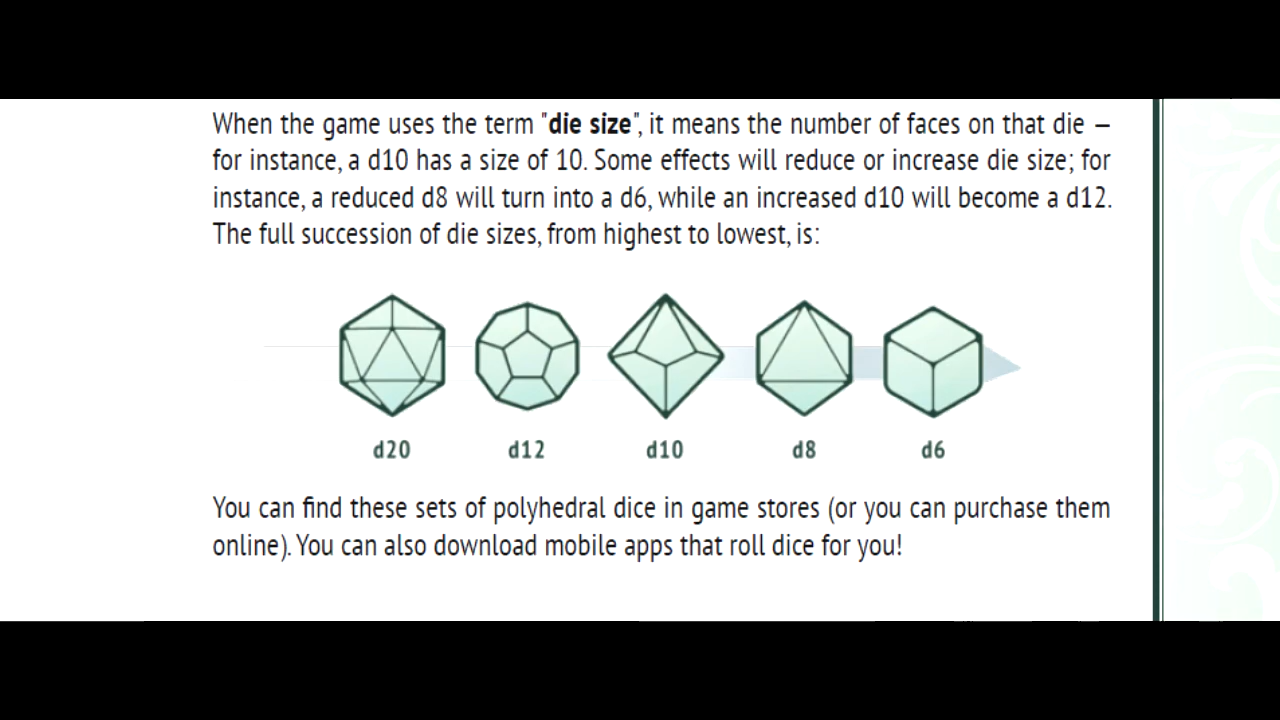 When the game uses the term "die size", it means the number of faces on that die —
for instance, a d10 has a size of 10. Some effects will reduce or increase die size; for
instance, a reduced d8 will turn into a d6, while an increased d10 will become a d12.
The full succession of die sizes, from highest to lowest, is:
d20 d12 d10 d8 d6
You can find these sets of polyhedral dice in game stores (or you can purchase them
online). You can also download mobile apps that roll dice for you!